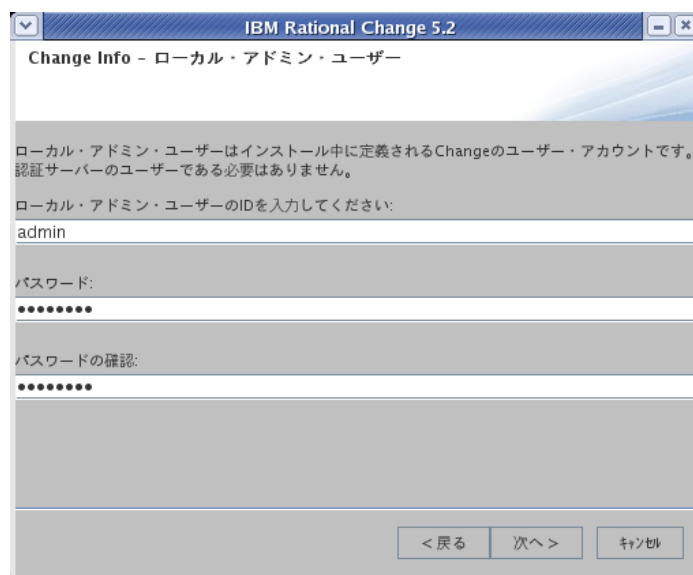 IBM Rational Change 5.2
Change Info – ローカル・アドミン・ユーザー
ローカル・アドミン・ユーザーはインストール中に定義されるChangeのユーザー・アカウントです。
認証サーバーのユーザーである必要はありません。
ローカル・アドミン・ユーザーのIDを入力してください:
admin
パスワード:
●●●●●●●●
パスワードの確認:
●●●●●●●●
< 戻る
次へ >
ｷｬﾝｾﾙ